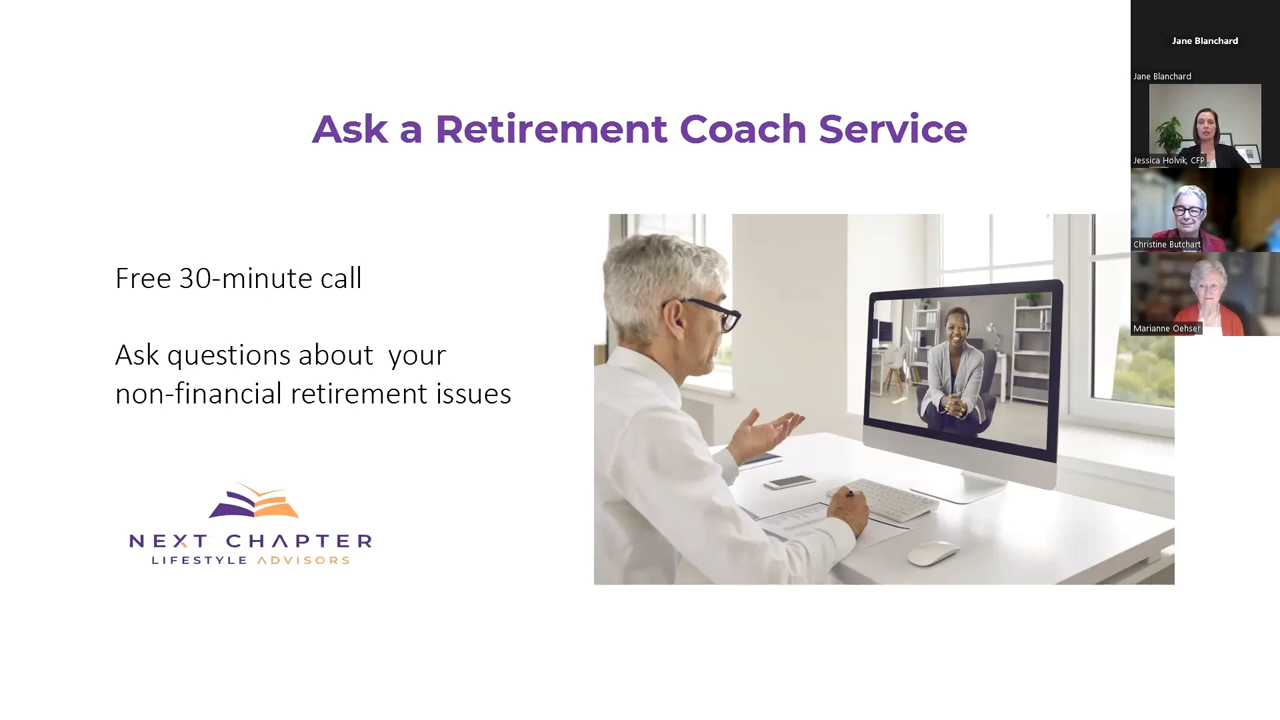 Ask a Retirement Coach Service
Free 30-minute call
Ask questions about  your
non-financial retirement issues
NEXT CHAPTER
LIFESTYLE ADVISORS
Jane Blanchard
Jane Blanchard
Jessica Holvik, CFP
Christine Butchart
Marianne Oehser